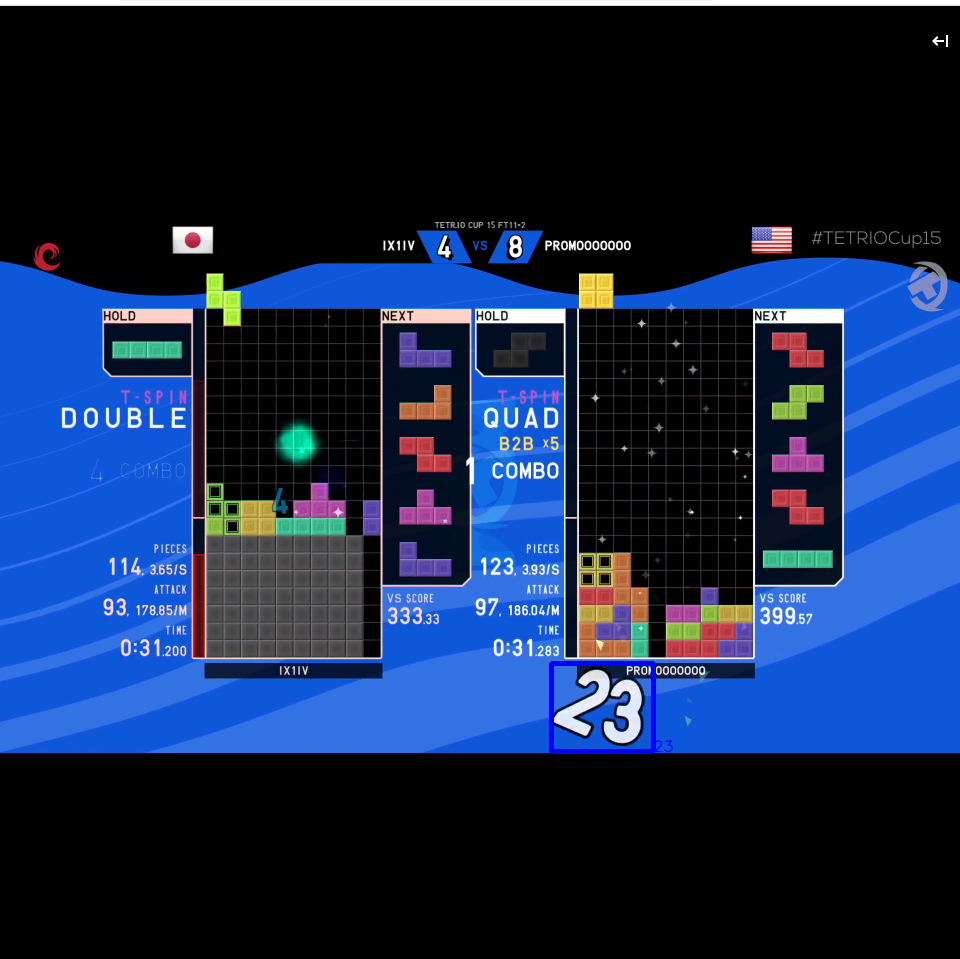 TETR.IO CUP 15 FT11-2
IX1IV 4 VS 8 PROMOOOOOOO
#TETRIOCup15
HOLD
NEXT
HOLD
NEXT
T-SPIN
DOUBLE
4 COMBO
4
T-SPIN
QUAD
B2B x5
1 COMBO
PIECES
114, 3.65/S
ATTACK
93, 178.85/M
TIME
0:31.200
VS SCORE
333.33
PIECES
123, 3.93/S
ATTACK
97, 186.04/M
TIME
0:31.283
VS SCORE
399.57
IX1IV
PROMOOOOOOO
23
23